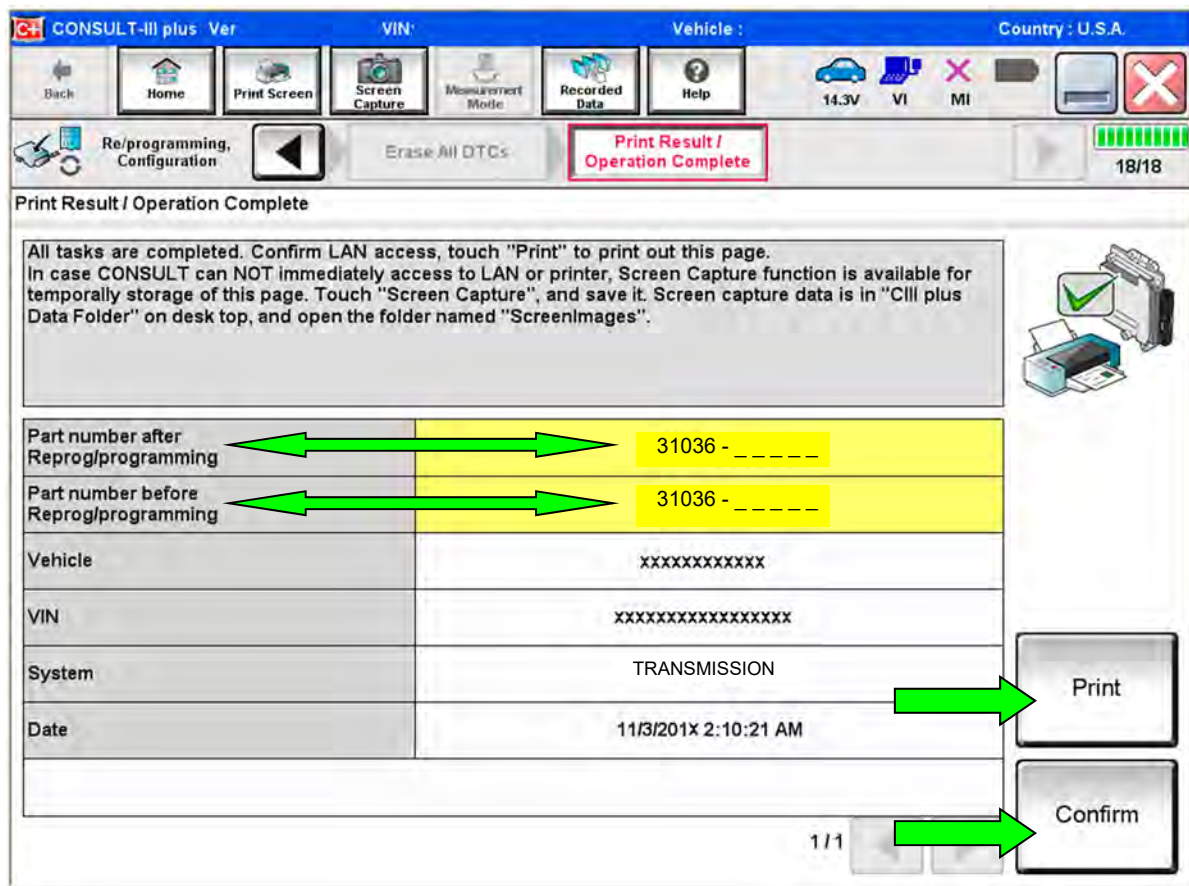 C+ CONSULT-III plus Ver VIN: Vehicle : Country : U.S.A.
Back
Home
Print Screen
Screen
Capture
Measurement
Mode
Recorded
Data
Help
14.3V
VI
MI
Re/programming,
Configuration
Erase All DTCs
Print Result /
Operation Complete
18/18
Print Result / Operation Complete
All tasks are completed. Confirm LAN access, touch "Print" to print out this page.
In case CONSULT can NOT immediately access to LAN or printer, Screen Capture function is available for
temporally storage of this page. Touch "Screen Capture", and save it. Screen capture data is in "CIII plus
Data Folder" on desk top, and open the folder named "ScreenImages".
Part number after
Reprog/programming
31036 - _ _ _ _ _
Part number before
Reprog/programming
31036 - _ _ _ _ _
Vehicle
xxxxxxxxxxxx
VIN
xxxxxxxxxxxxxxxxx
System
TRANSMISSION
Date
11/3/201X 2:10:21 AM
Print
Confirm
1/1